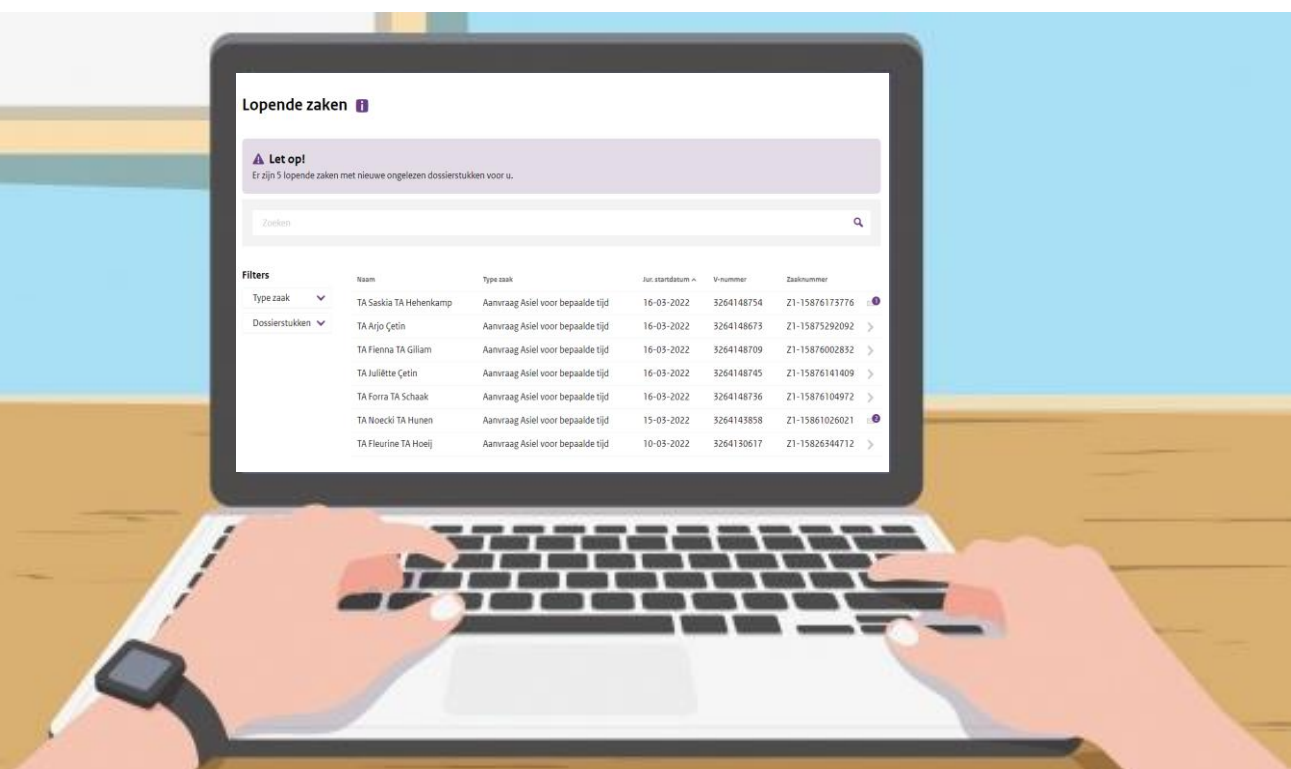 Lopende zaken i
Let op!
Er zijn 5 lopende zaken met nieuwe ongelezen dossierstukken voor u.
Zoeken
Filters
Type zaak
Dossierstukken
Naam Type zaak Jur. startdatum V-nummer Zaaknummer
TA Saskia TA Hehenkamp Aanvraag Asiel voor bepaalde tijd 16-03-2022 3264148754 Z1-15876173776 1
TA Arjo Çetin Aanvraag Asiel voor bepaalde tijd 16-03-2022 3264148673 Z1-15875292092
TA Fienna TA Giliam Aanvraag Asiel voor bepaalde tijd 16-03-2022 3264148709 Z1-15876002832
TA Juliëtte Çetin Aanvraag Asiel voor bepaalde tijd 16-03-2022 3264148745 Z1-15876141409
TA Forra TA Schaak Aanvraag Asiel voor bepaalde tijd 16-03-2022 3264148736 Z1-15876104972
TA Noecki TA Hunen Aanvraag Asiel voor bepaalde tijd 15-03-2022 3264143858 Z1-15861026021 2
TA Fleurine TA Hoeij Aanvraag Asiel voor bepaalde tijd 10-03-2022 3264130617 Z1-15826344712